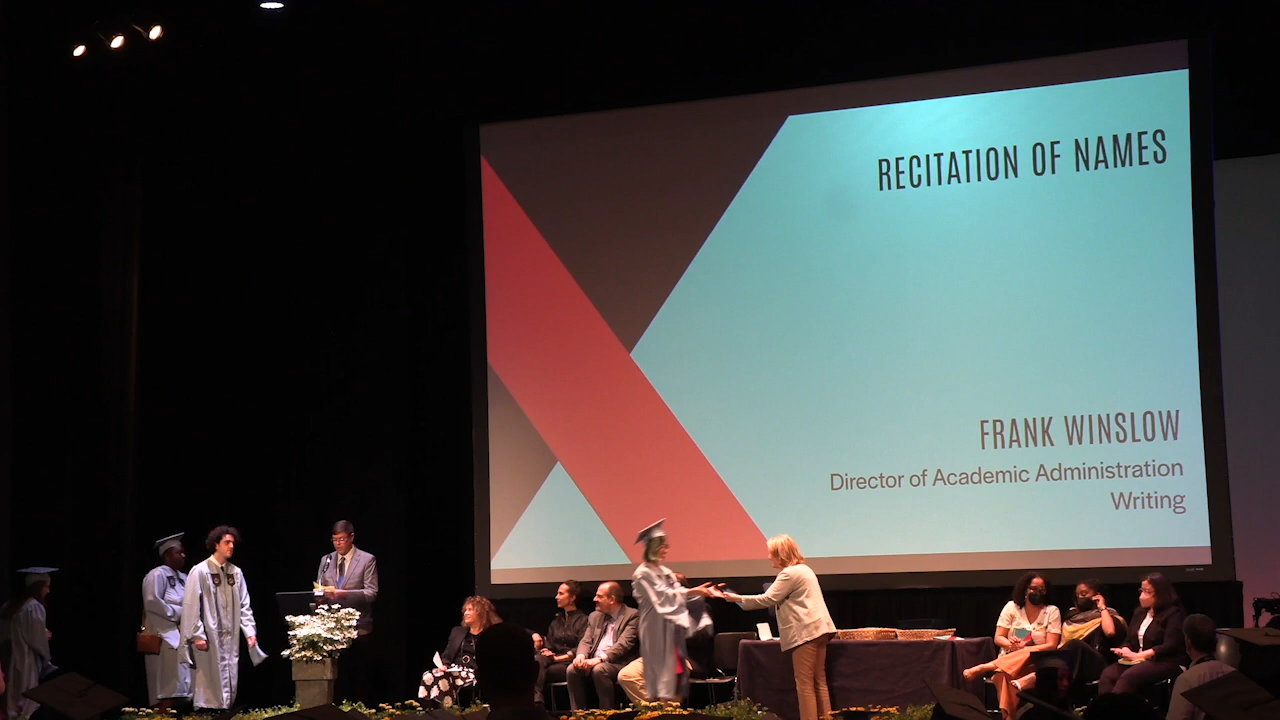 RECITATION OF NAMES
FRANK WINSLOW
Director of Academic Administration
Writing